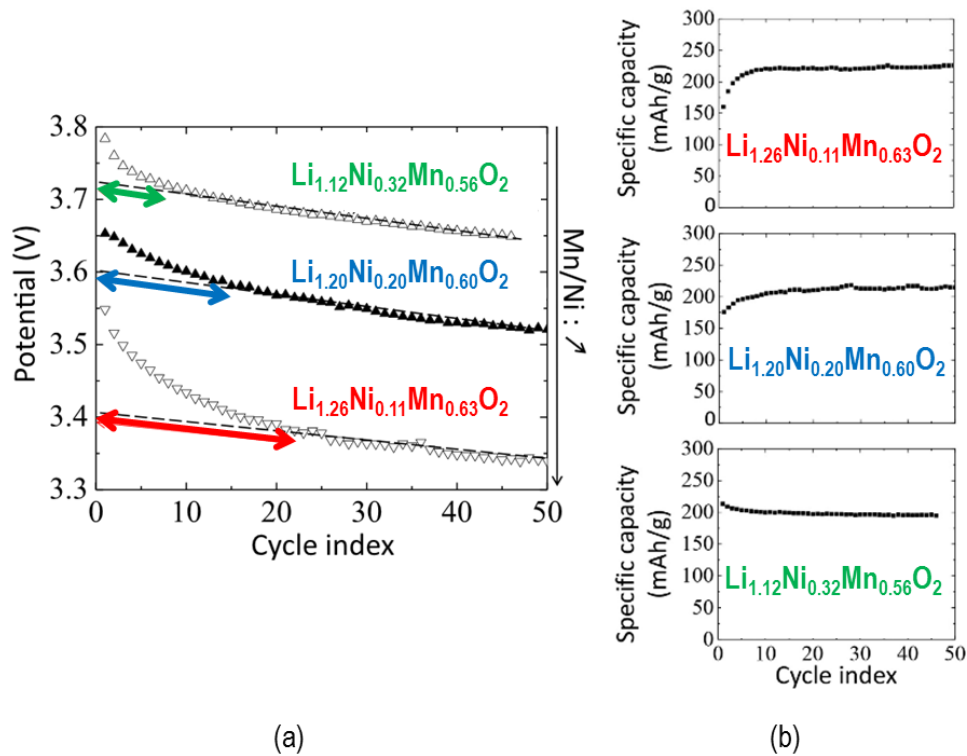 3.8
3.7
3.6
3.5
3.4
3.3
Potential (V)
Li1.12Ni0.32Mn0.56O2
Li1.20Ni0.20Mn0.60O2
Li1.26Ni0.11Mn0.63O2
0 10 20 30 40 50
Cycle index
Mn/Ni : ↗
(a)
300
250
200
150
100
50
0
Specific capacity
(mAh/g)
Li1.26Ni0.11Mn0.63O2
300
250
200
150
100
50
0
Specific capacity
(mAh/g)
Li1.20Ni0.20Mn0.60O2
300
250
200
150
100
50
0
Specific capacity
(mAh/g)
Li1.12Ni0.32Mn0.56O2
0 10 20 30 40 50
Cycle index
(b)